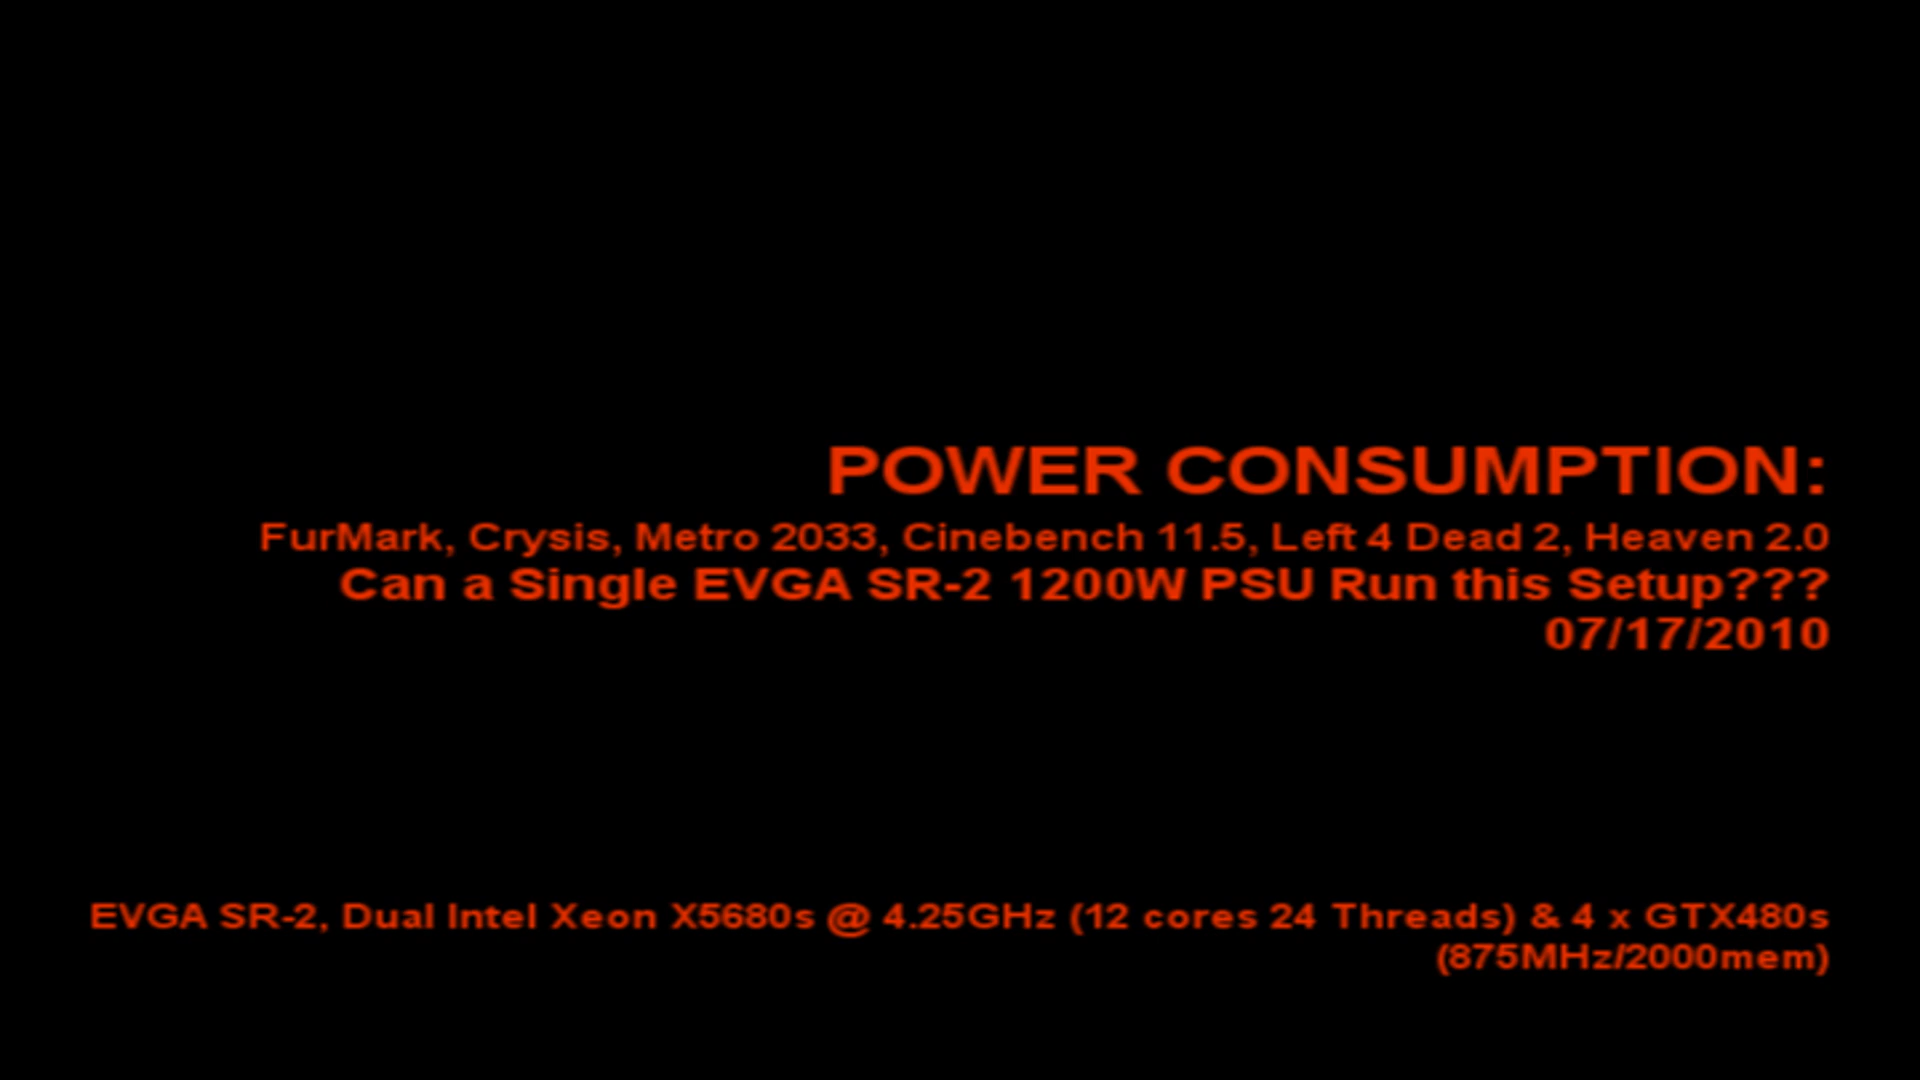 POWER CONSUMPTION:
FurMark, Crysis, Metro 2033, Cinebench 11.5, Left 4 Dead 2, Heaven 2.0
Can a Single EVGA SR-2 1200W PSU Run this Setup???
07/17/2010
EVGA SR-2, Dual Intel Xeon X5680s @ 4.25GHz (12 cores 24 Threads) & 4 x GTX480s
(875MHz/2000mem)